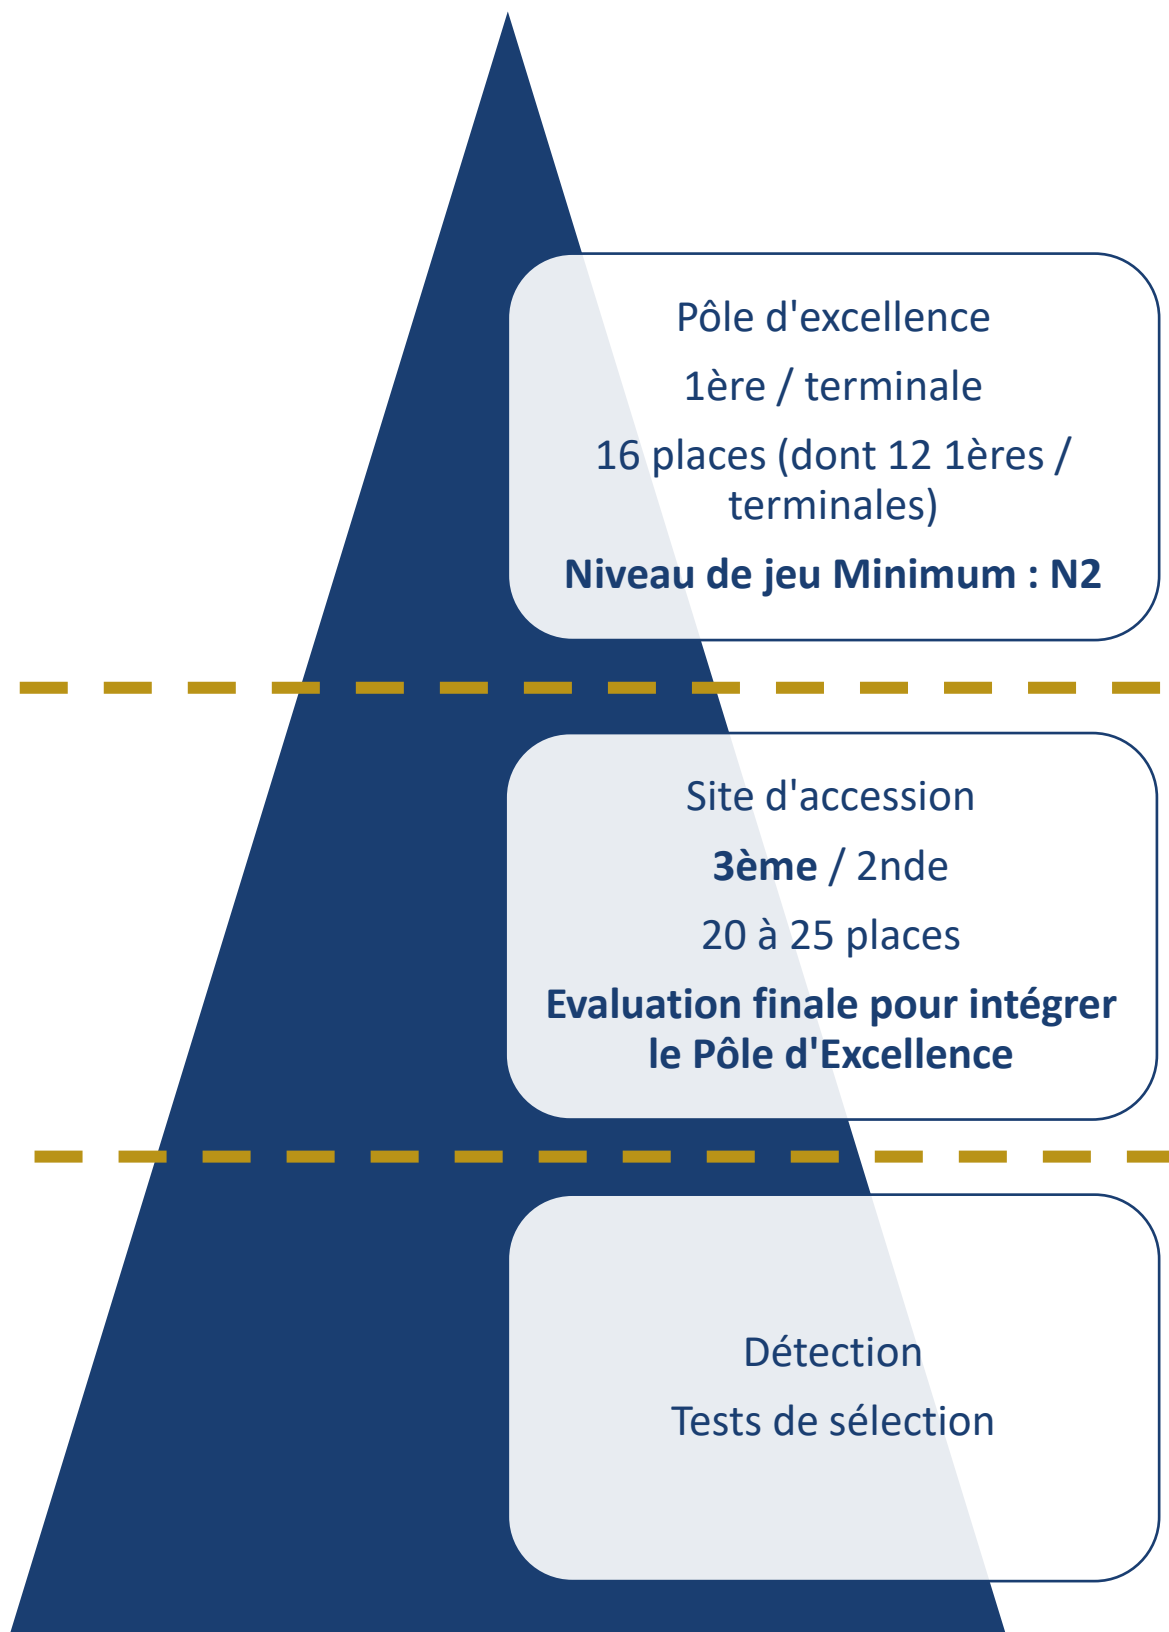 Pôle d'excellence
1ère / terminale
16 places (dont 12 1ères /
terminales)
Niveau de jeu Minimum : N2
Site d'accession
3ème / 2nde
20 à 25 places
Evaluation finale pour intégrer
le Pôle d'Excellence
Détection
Tests de sélection